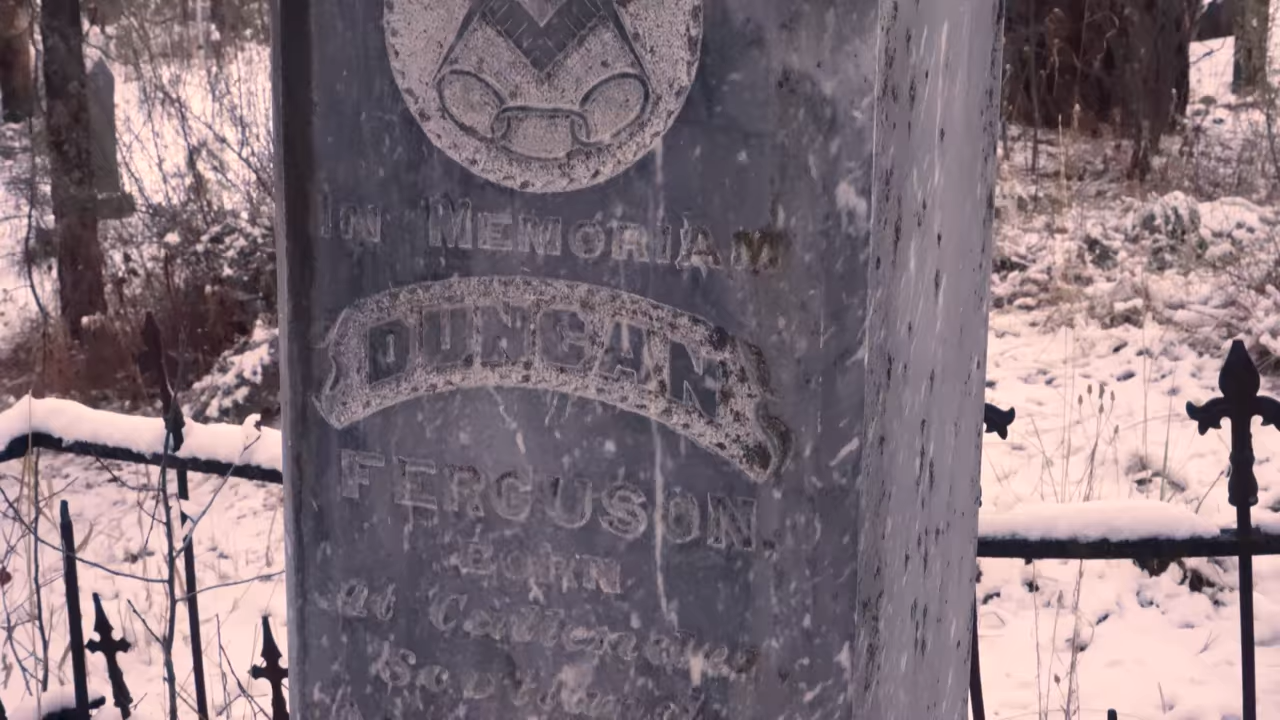 IN MEMORIAM
DUNCAN
FERGUSON.
BORN
at
Scotland